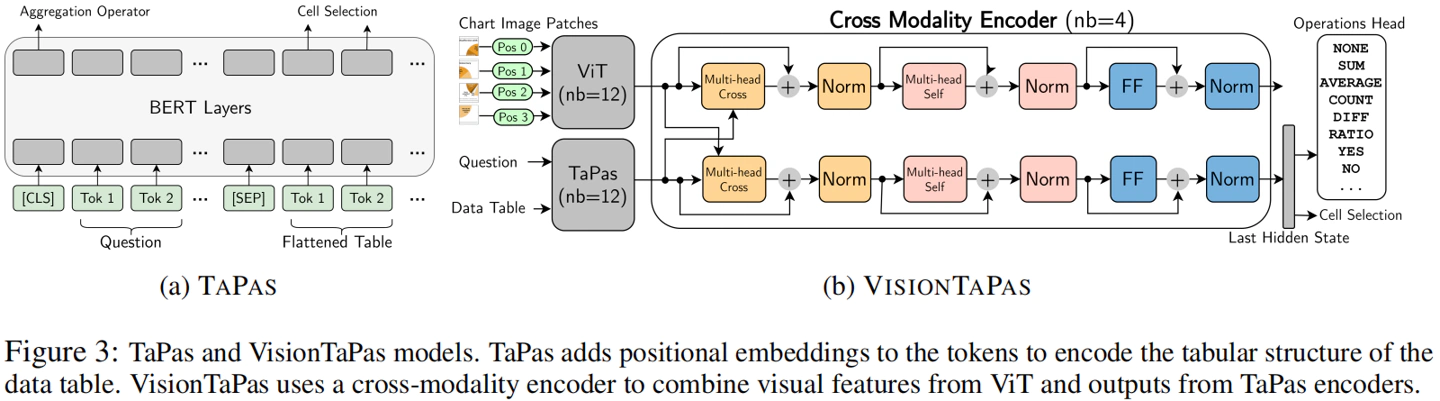 Aggregation Operator
Cell Selection
...
...
BERT Layers
...
...
[CLS] Tok 1 Tok 2 ... [SEP] Tok 1 Tok 2 ...
Question
Flattened Table
(a) TAPAS
Chart Image Patches
Pos 0
Pos 1
Pos 2
Pos 3
ViT
(nb=12)
Question
Data Table
TaPas
(nb=12)
Cross Modality Encoder (nb=4)
Multi-head
Cross
+
Norm
Multi-head
Self
+
Norm
FF
+
Norm
Multi-head
Cross
+
Norm
Multi-head
Self
+
Norm
FF
+
Norm
Operations Head
NONE
SUM
AVERAGE
COUNT
DIFF
RATIO
YES
NO
...
Cell Selection
Last Hidden State
(b) VISIONTAPAS
Figure 3: TaPas and VisionTaPas models. TaPas adds positional embeddings to the tokens to encode the tabular structure of the
data table. VisionTaPas uses a cross-modality encoder to combine visual features from ViT and outputs from TaPas encoders.